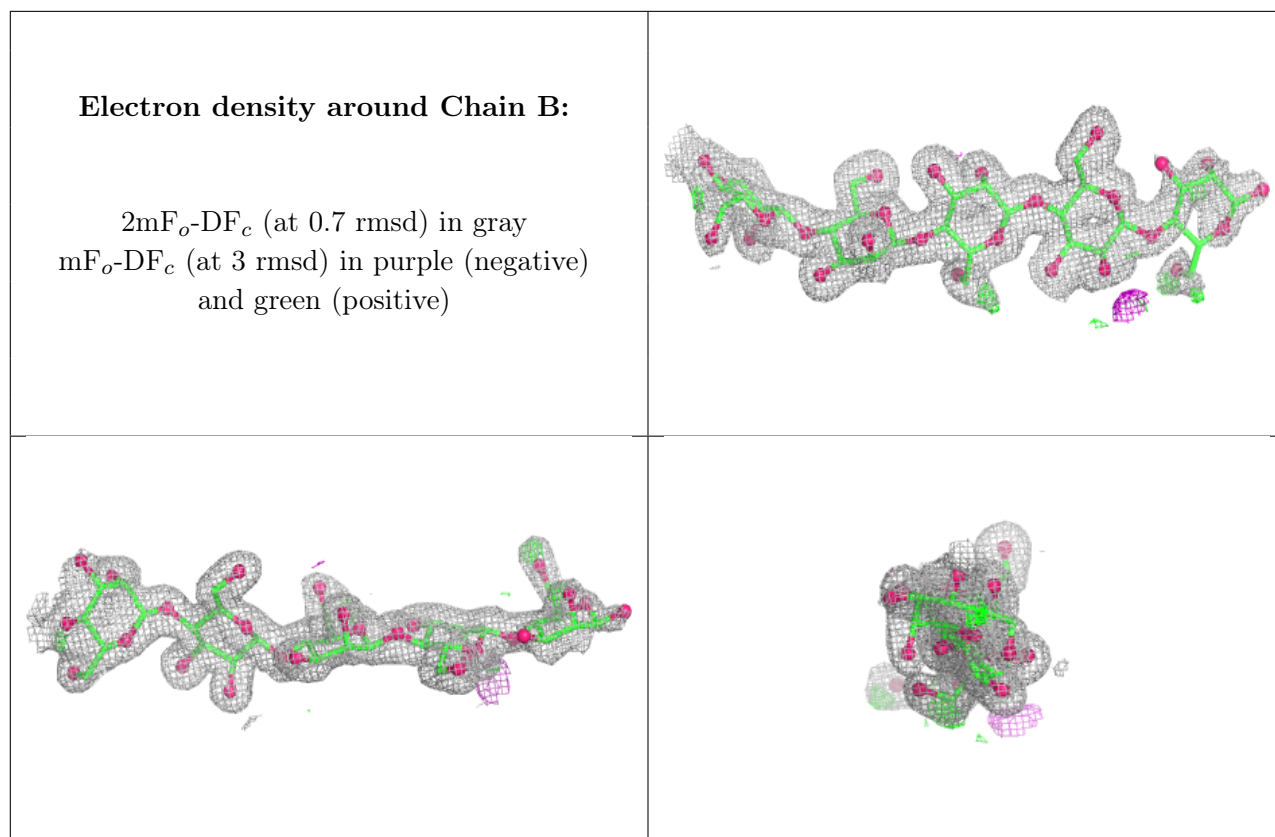 Electron density around Chain B:
2mFₒ-DF𝒸 (at 0.7 rmsd) in gray
mFₒ-DF𝒸 (at 3 rmsd) in purple (negative)
and green (positive)